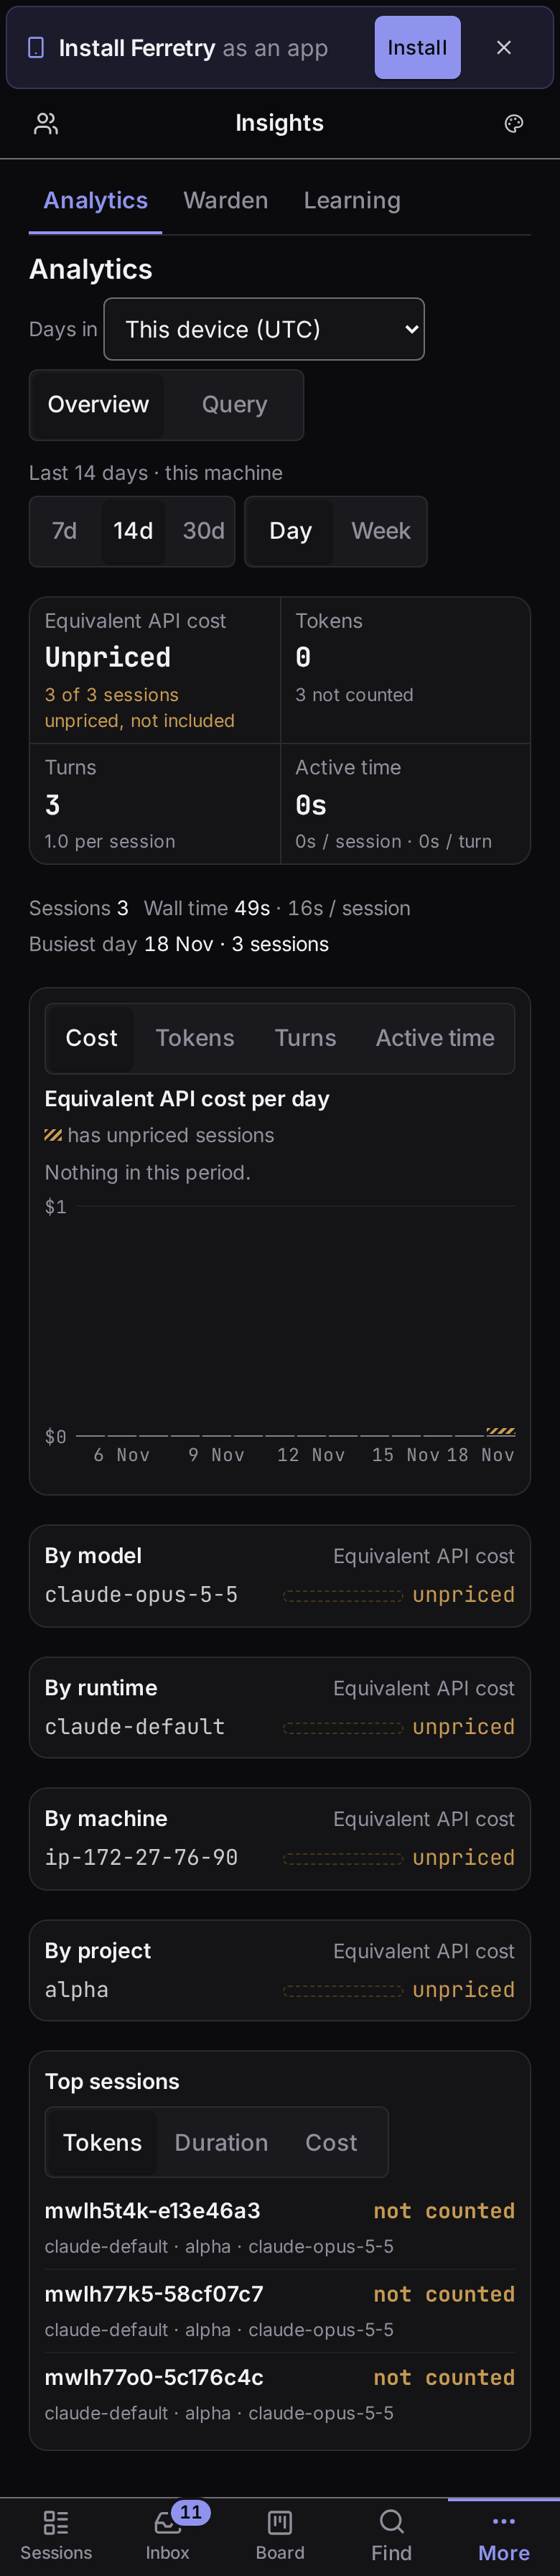 Install Ferretry as an app
Install
Insights
Analytics
Warden
Learning
Analytics
Days in
This device (UTC)
Overview
Query
Last 14 days · this machine
7d
14d
30d
Day
Week
Equivalent API cost
Unpriced
3 of 3 sessions
unpriced, not included
Tokens
0
3 not counted
Turns
3
1.0 per session
Active time
0s
0s / session · 0s / turn
Sessions 3 Wall time 49s · 16s / session
Busiest day 18 Nov · 3 sessions
Cost
Tokens
Turns
Active time
Equivalent API cost per day
has unpriced sessions
Nothing in this period.
$1
$0
6 Nov
9 Nov
12 Nov
15 Nov
18 Nov
By model
Equivalent API cost
claude-opus-5-5
unpriced
By runtime
Equivalent API cost
claude-default
unpriced
By machine
Equivalent API cost
ip-172-27-76-90
unpriced
By project
Equivalent API cost
alpha
unpriced
Top sessions
Tokens
Duration
Cost
mwlh5t4k-e13e46a3
not counted
claude-default · alpha · claude-opus-5-5
mwlh77k5-58cf07c7
not counted
claude-default · alpha · claude-opus-5-5
mwlh77o0-5c176c4c
not counted
claude-default · alpha · claude-opus-5-5
Sessions
11
Inbox
Board
Find
More